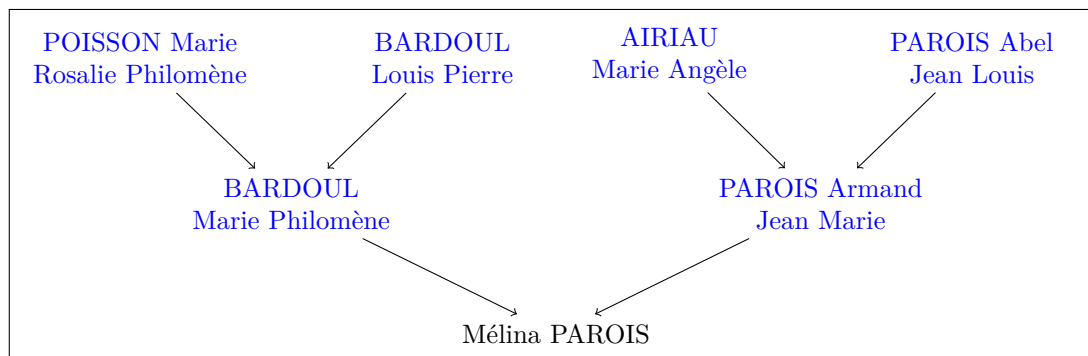 POISSON Marie
Rosalie Philomène
BARDOUL
Louis Pierre
AIRIAU
Marie Angèle
PAROIS Abel
Jean Louis
BARDOUL
Marie Philomène
PAROIS Armand
Jean Marie
Mélina PAROIS